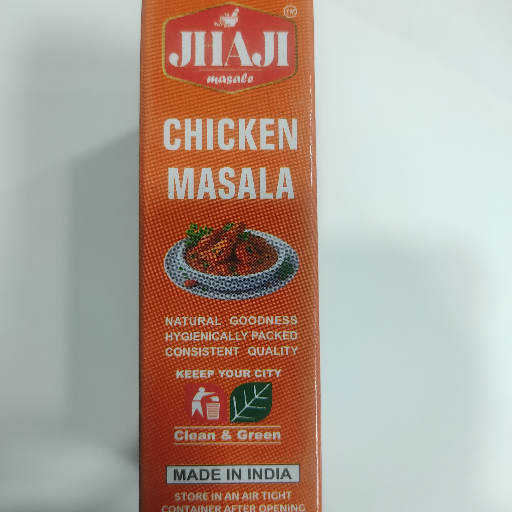 TM
JHAJI
masale
CHICKEN
MASALA
NATURAL GOODNESS
HYGIENICALLY PACKED
CONSISTENT QUALITY
KEEEP YOUR CITY
Clean & Green
MADE IN INDIA
STORE IN AN AIR TIGHT
CONTAINER AFTER OPENING